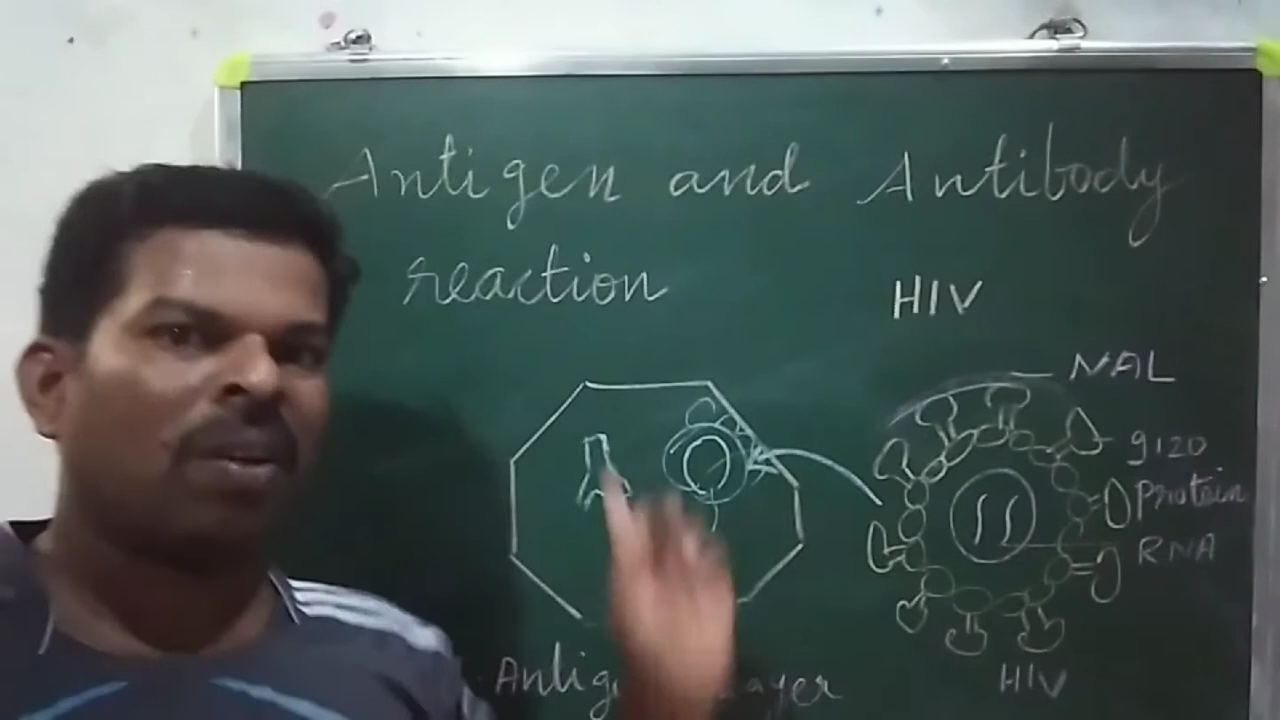 Antigen and Antibody
reaction
HIV
NAL
g120
Protein
RNA
HIV